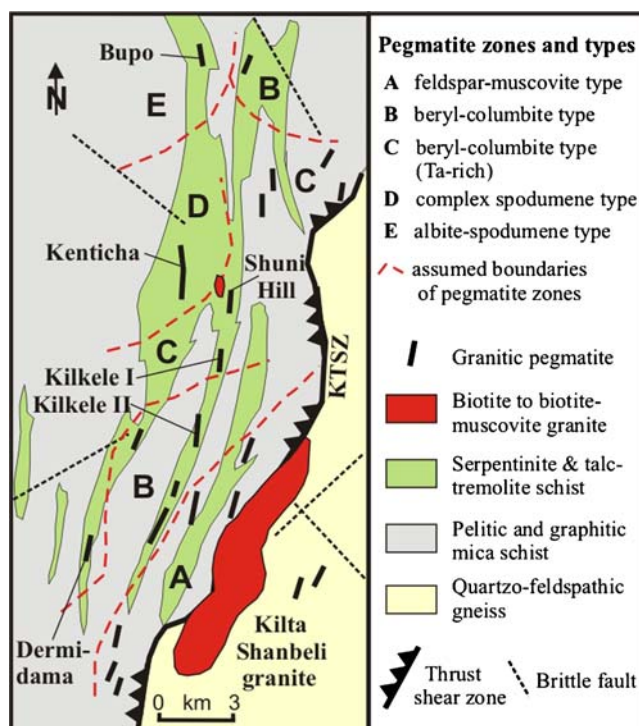 Bupo
N
E
B
C
D
Kenticha
Shuni
Hill
C
Kilkele I
Kilkele II
KTSZ
B
A
Dermi-
dama
Kilta
Shanbeli
granite
0 km 3
Pegmatite zones and types
A feldspar-muscovite type
B beryl-columbite type
C beryl-columbite type
(Ta-rich)
D complex spodumene type
E albite-spodumene type
assumed boundaries
of pegmatite zones
Granitic pegmatite
Biotite to biotite-
muscovite granite
Serpentinite & talc-
tremolite schist
Pelitic and graphitic
mica schist
Quartzo-feldspathic
gneiss
Thrust
shear zone
Brittle fault